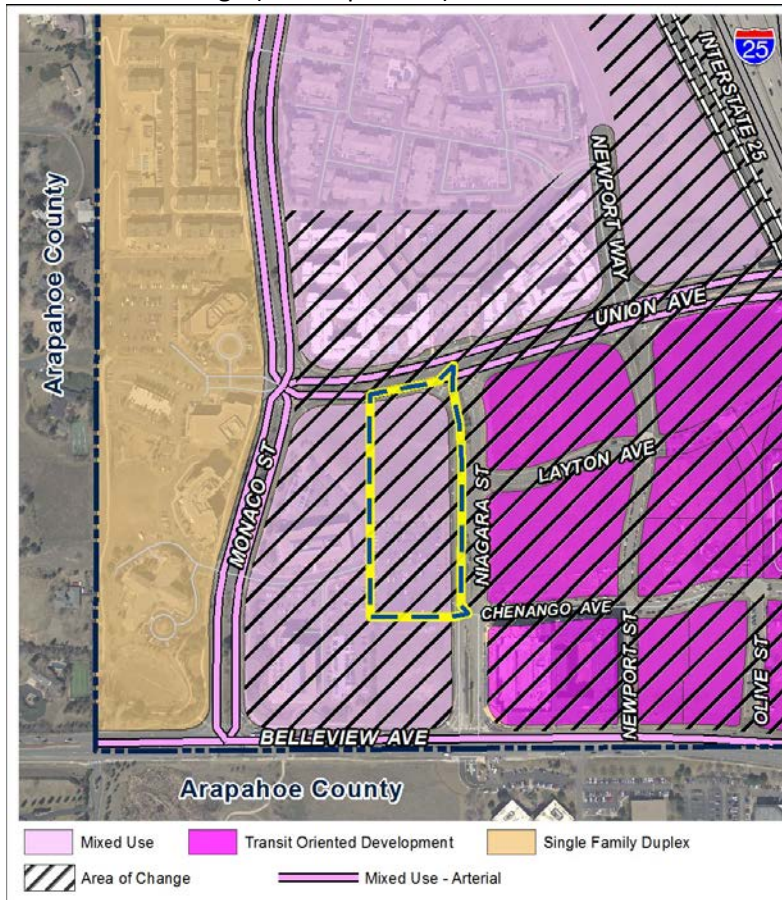 INTERSTATE 25
25
Arapahoe County
NEWPORT WAY
UNION AVE
MONACO ST
LAYTON AVE
NIAGARA ST
CHENANGO AVE
NEWPORT ST
OLIVE ST
BELLEVIEW AVE
Arapahoe County
Mixed Use
Transit Oriented Development
Single Family Duplex
Area of Change
Mixed Use - Arterial